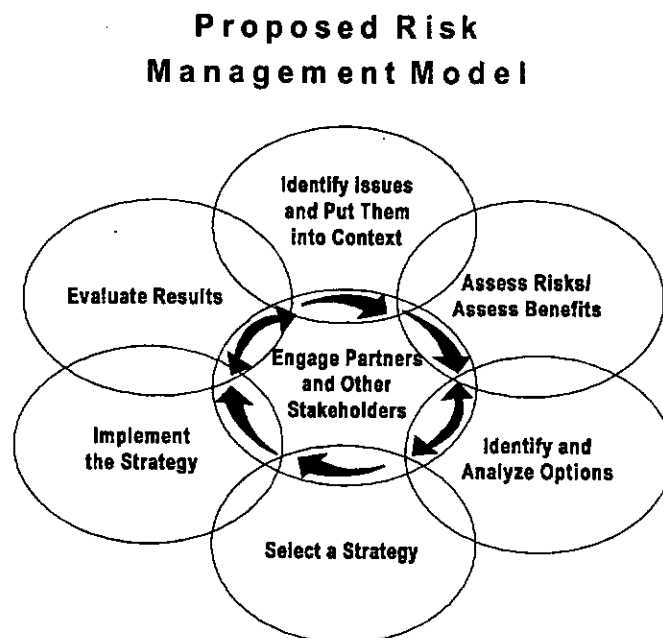 Proposed Risk
Management Model
Identify Issues
and Put Them
into Context
Assess Risks/
Assess Benefits
Identify and
Analyze Options
Select a Strategy
Implement
the Strategy
Evaluate Results
Engage Partners
and Other
Stakeholders